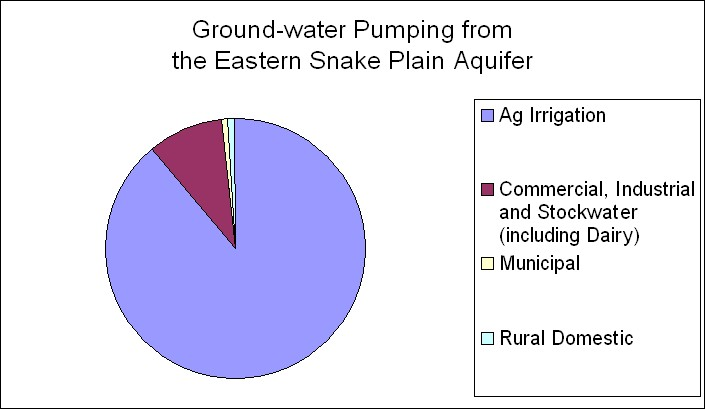 Ground-water Pumping from
the Eastern Snake Plain Aquifer
Ag Irrigation
Commercial, Industrial
and Stockwater
(including Dairy)
Municipal
Rural Domestic